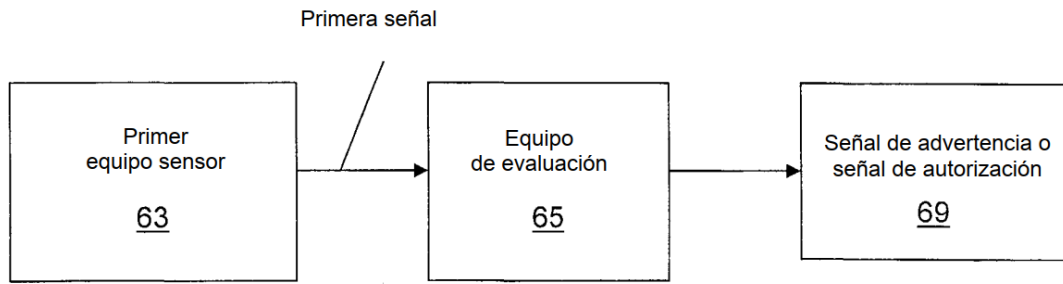 Primera señal
Primer
equipo sensor
63
Equipo
de evaluación
65
Señal de advertencia o
señal de autorización
69